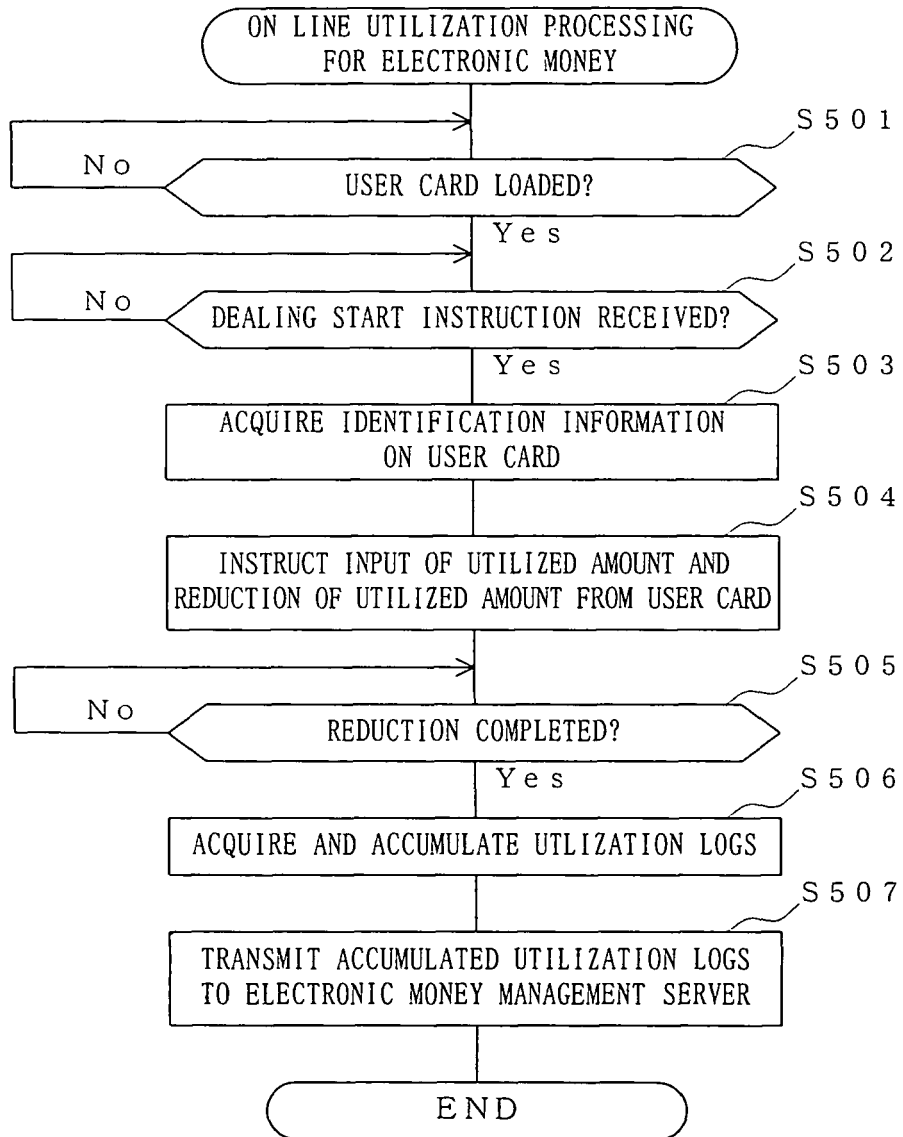 ON LINE UTILIZATION PROCESSING
FOR ELECTRONIC MONEY
S501
No
USER CARD LOADED?
Yes
S502
No
DEALING START INSTRUCTION RECEIVED?
Yes
S503
ACQUIRE IDENTIFICATION INFORMATION
ON USER CARD
S504
INSTRUCT INPUT OF UTILIZED AMOUNT AND
REDUCTION OF UTILIZED AMOUNT FROM USER CARD
S505
No
REDUCTION COMPLETED?
Yes
S506
ACQUIRE AND ACCUMULATE UTLIZATION LOGS
S507
TRANSMIT ACCUMULATED UTILIZATION LOGS
TO ELECTRONIC MONEY MANAGEMENT SERVER
END